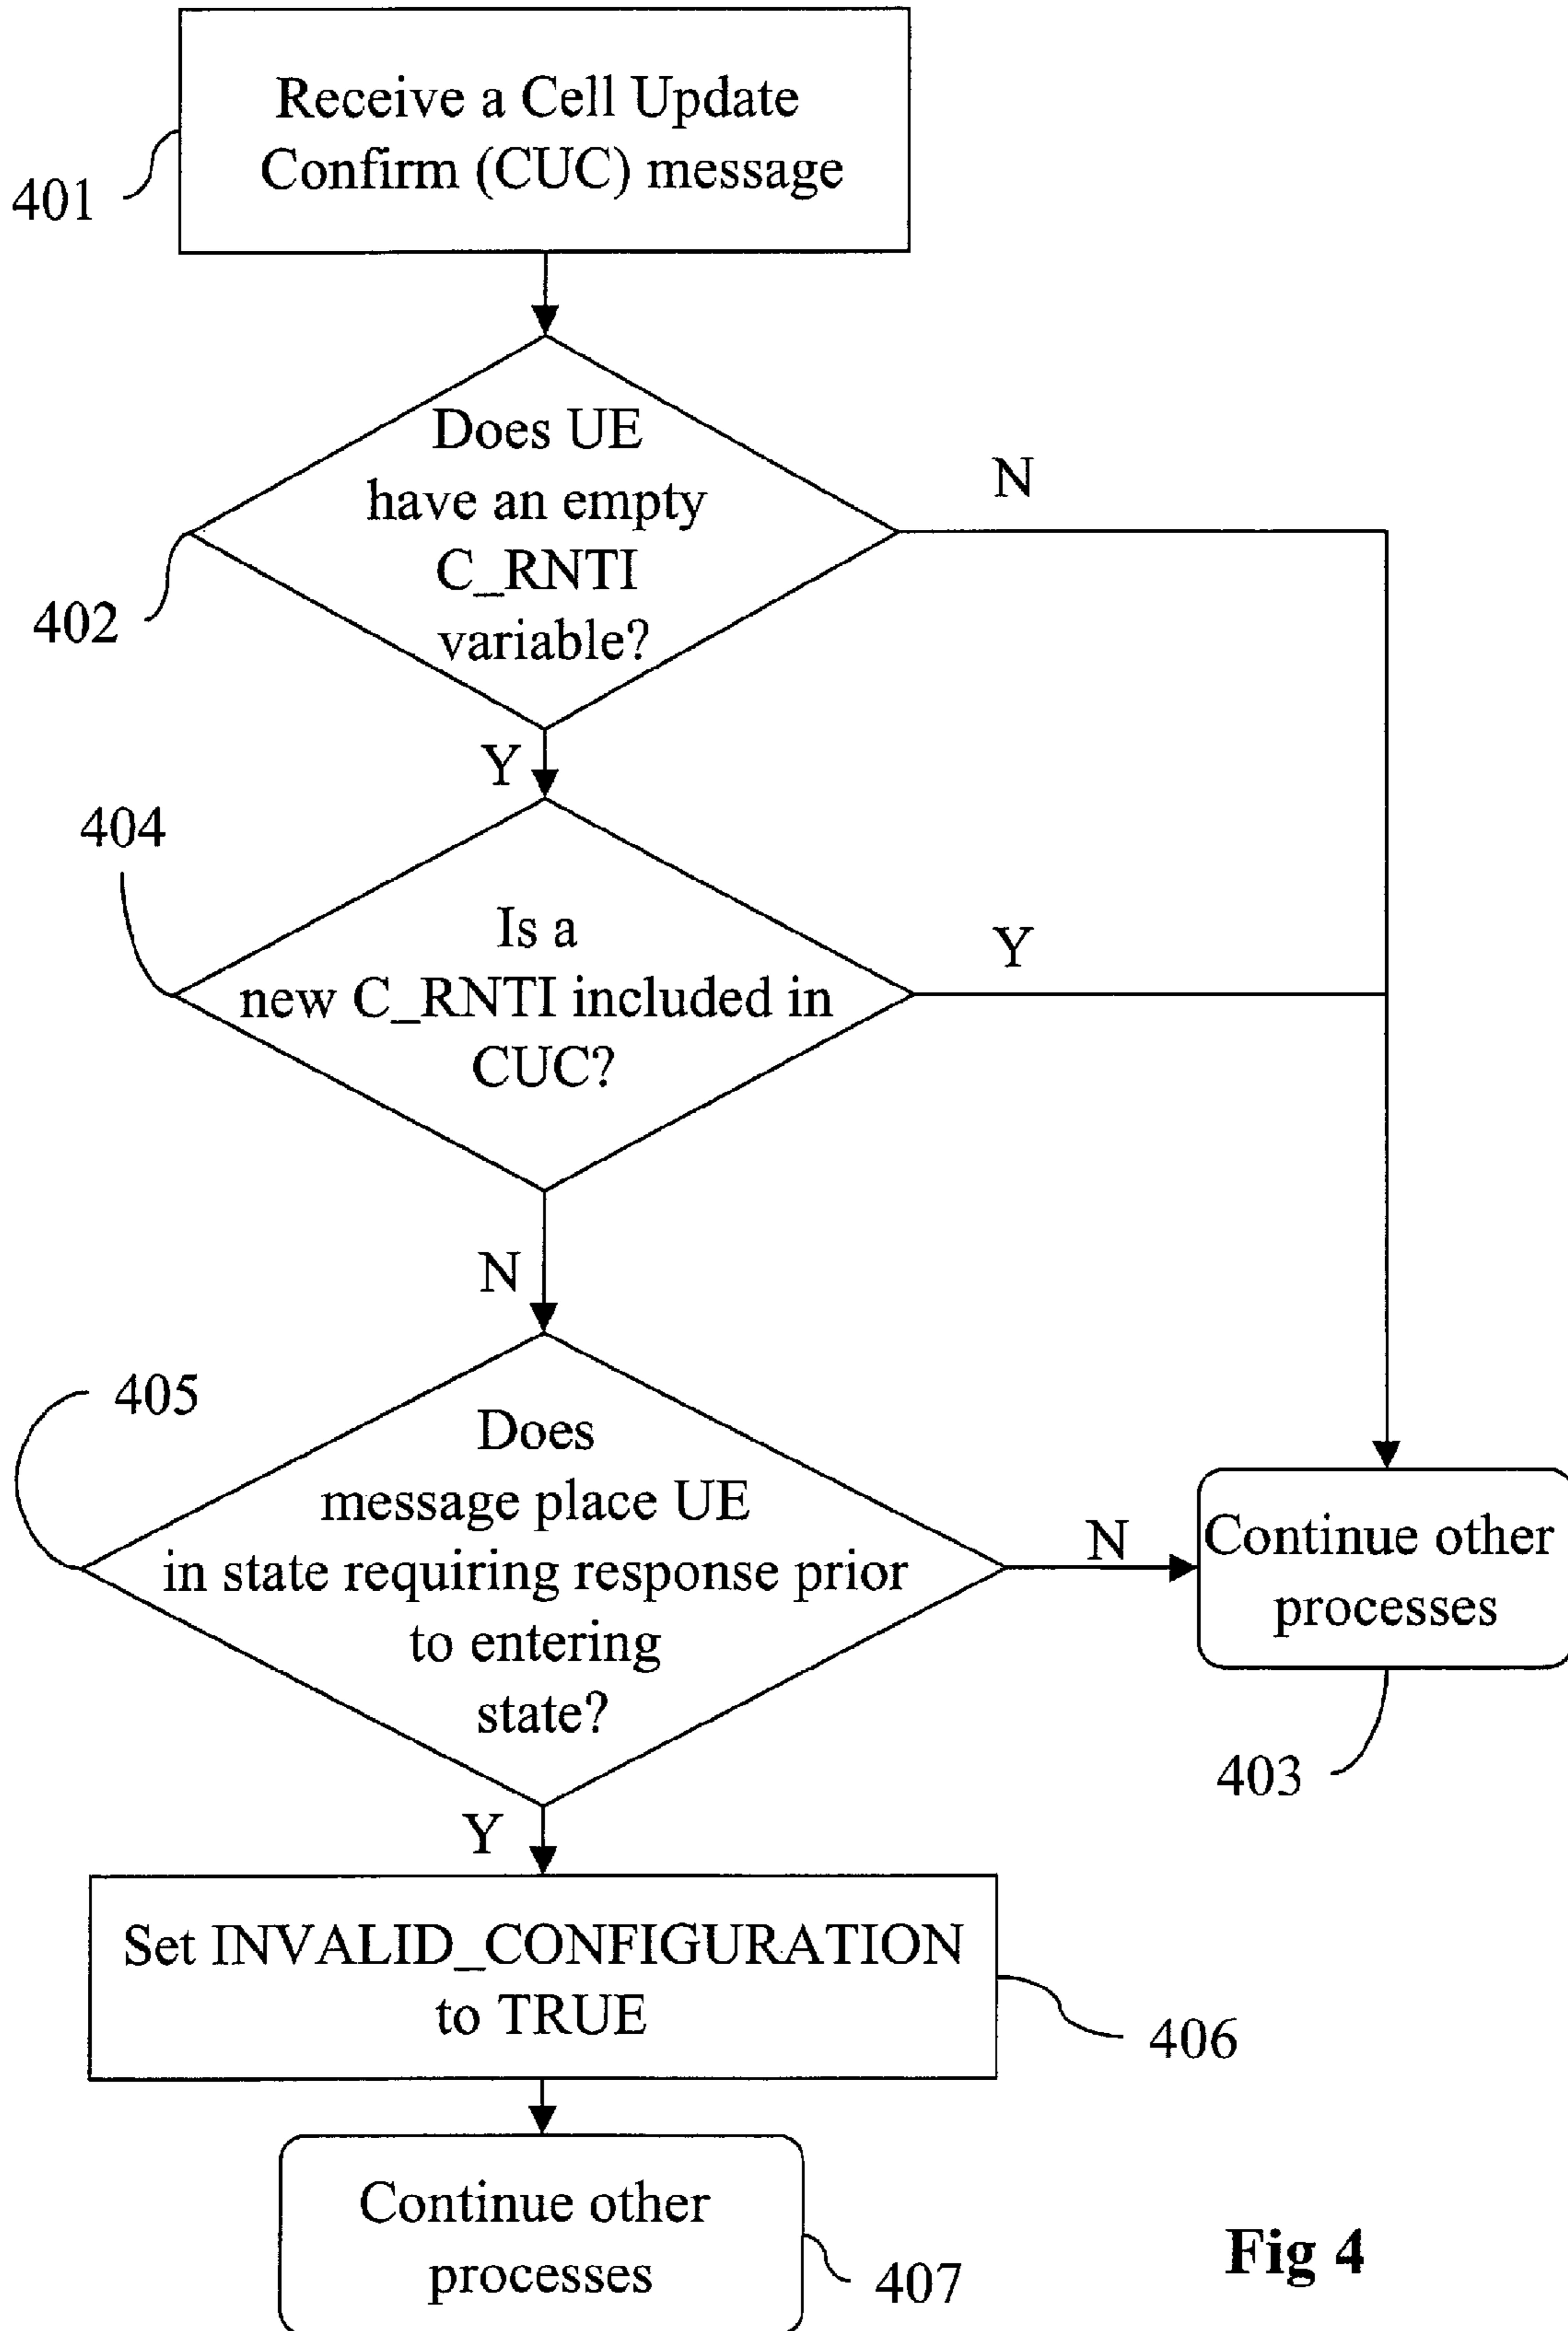 Receive a Cell Update
Confirm (CUC) message
401
Does UE
have an empty
C_RNTI
variable?
N
402
Y
404
Is a
new C_RNTI included in
CUC?
Y
N
405
Does
message place UE
in state requiring response prior
to entering
state?
N
Continue other
processes
403
Y
Set INVALID_CONFIGURATION
to TRUE
406
Continue other
processes
407
Fig 4